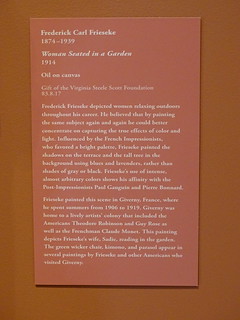 Frederick Carl Frieseke
1874–1939
Woman Seated in a Garden
1914
Oil on canvas
Gift of the Virginia Steele Scott Foundation
83.8.17
Frederick Frieseke depicted women relaxing outdoors
throughout his career. He believed that by painting
the same subject again and again he could better
concentrate on capturing the true effects of color and
light. Influenced by the French Impressionists,
who favored a bright palette, Frieseke painted the
shadows on the terrace and the tall tree in the
background using blues and lavenders, rather than
shades of gray or black. Frieseke's use of intense,
almost arbitrary colors shows his affinity with the
Post-Impressionists Paul Gauguin and Pierre Bonnard.
Frieseke painted this scene in Giverny, France, where
he spent summers from 1906 to 1919. Giverny was
home to a lively artists' colony that included the
Americans Theodore Robinson and Guy Rose as
well as the Frenchman Claude Monet. This painting
depicts Frieseke's wife, Sadie, reading in the garden.
The green wicker chair, kimono, and parasol appear in
several paintings by Frieseke and other Americans who
visited Giverny.